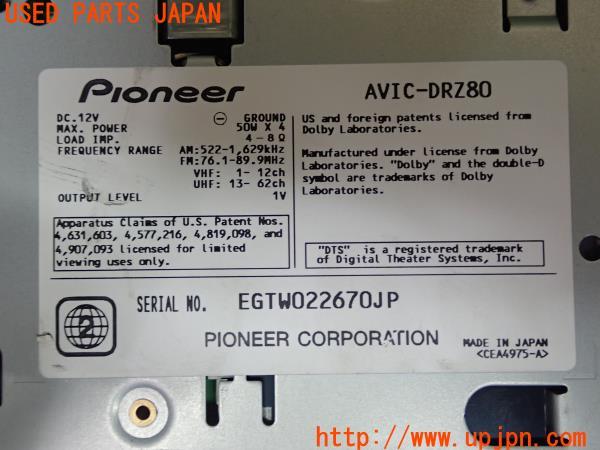 USED PARTS JAPAN
Pioneer
AVIC-DRZ80
DC.12V ⊖ GROUND
MAX. POWER 50W X 4
LOAD IMP. 4-8Ω
FREQUENCY RANGE AM:522-1,629kHz
FM:76.1-89.9MHz
VHF: 1- 12ch
UHF: 13- 62ch
OUTPUT LEVEL 1V
US and foreign patents licensed from
Dolby Laboratories.
Manufactured under license from Dolby
Laboratories. "Dolby" and the double-D
symbol are trademarks of Dolby
Laboratories.
Apparatus Claims of U.S. Patent Nos.
4,631,603, 4,577,216, 4,819,098, and
4,907,093 licensed for limited
viewing uses only.
"DTS" is a registered trademark
of Digital Theater Systems, Inc.
2
SERIAL NO. EGTW022670JP
PIONEER CORPORATION
MADE IN JAPAN
<CEA4975-A>
http://www.upjpn.com